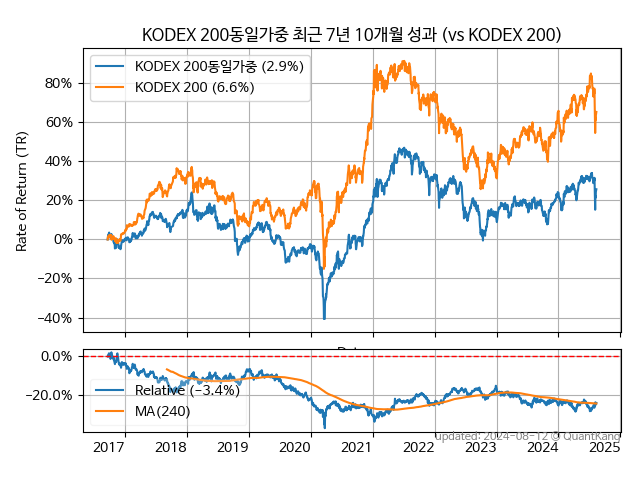 KODEX 200동일가중 최근 7년 10개월 성과 (vs KODEX 200)
KODEX 200동일가중 (2.9%)
KODEX 200 (6.6%)
Rate of Return (TR)
80%
60%
40%
20%
0%
−20%
−40%
0.0%
−20.0%
Relative (−3.4%)
MA(240)
updated: 2024-08-12 © QuantKang
2017 2018 2019 2020 2021 2022 2023 2024 2025